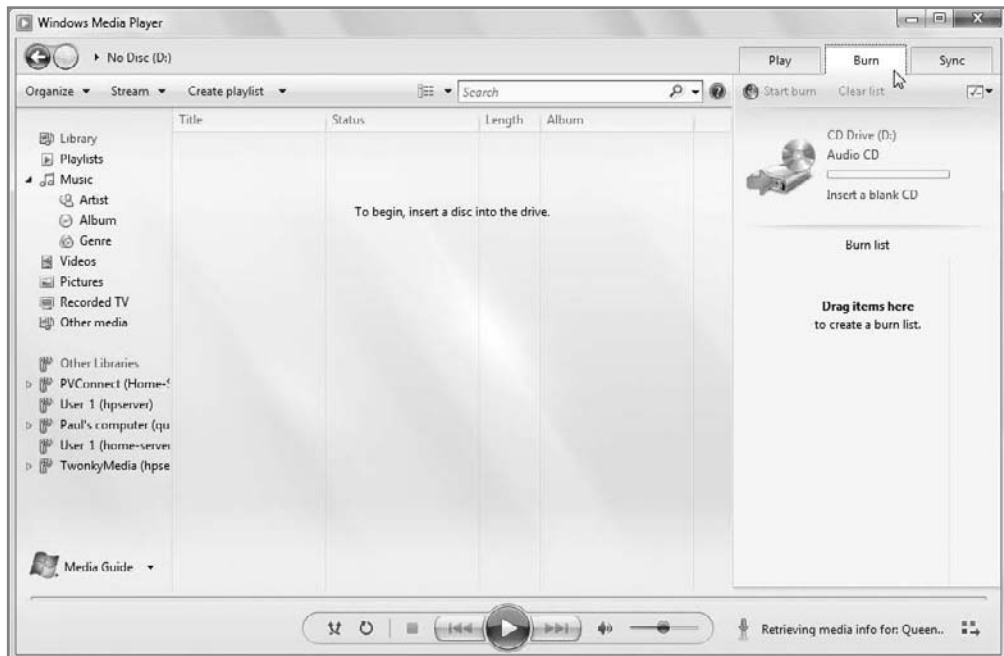 Windows Media Player
No Disc (D:)
Play Burn Sync
Organize Stream Create playlist Search Start burn Clear list
Title Status Length Album
Library
Playlists
Music
Artist
Album
Genre
Videos
Pictures
Recorded TV
Other media
Other Libraries
PVConnect (Home-S
User 1 (hpserver)
Paul's computer (qu
User 1 (home-server
TwonkyMedia (hpse
Media Guide
To begin, insert a disc into the drive.
CD Drive (D:)
Audio CD
Insert a blank CD
Burn list
Drag items here
to create a burn list.
Retrieving media info for: Queen..